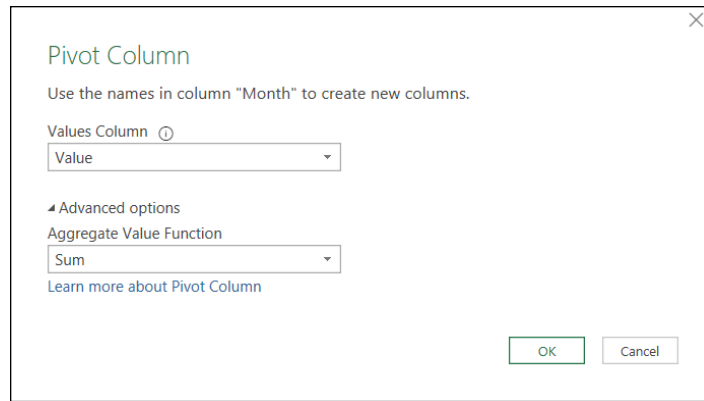 Pivot Column
Use the names in column "Month" to create new columns.
Values Column
Value
Advanced options
Aggregate Value Function
Sum
Learn more about Pivot Column
OK Cancel